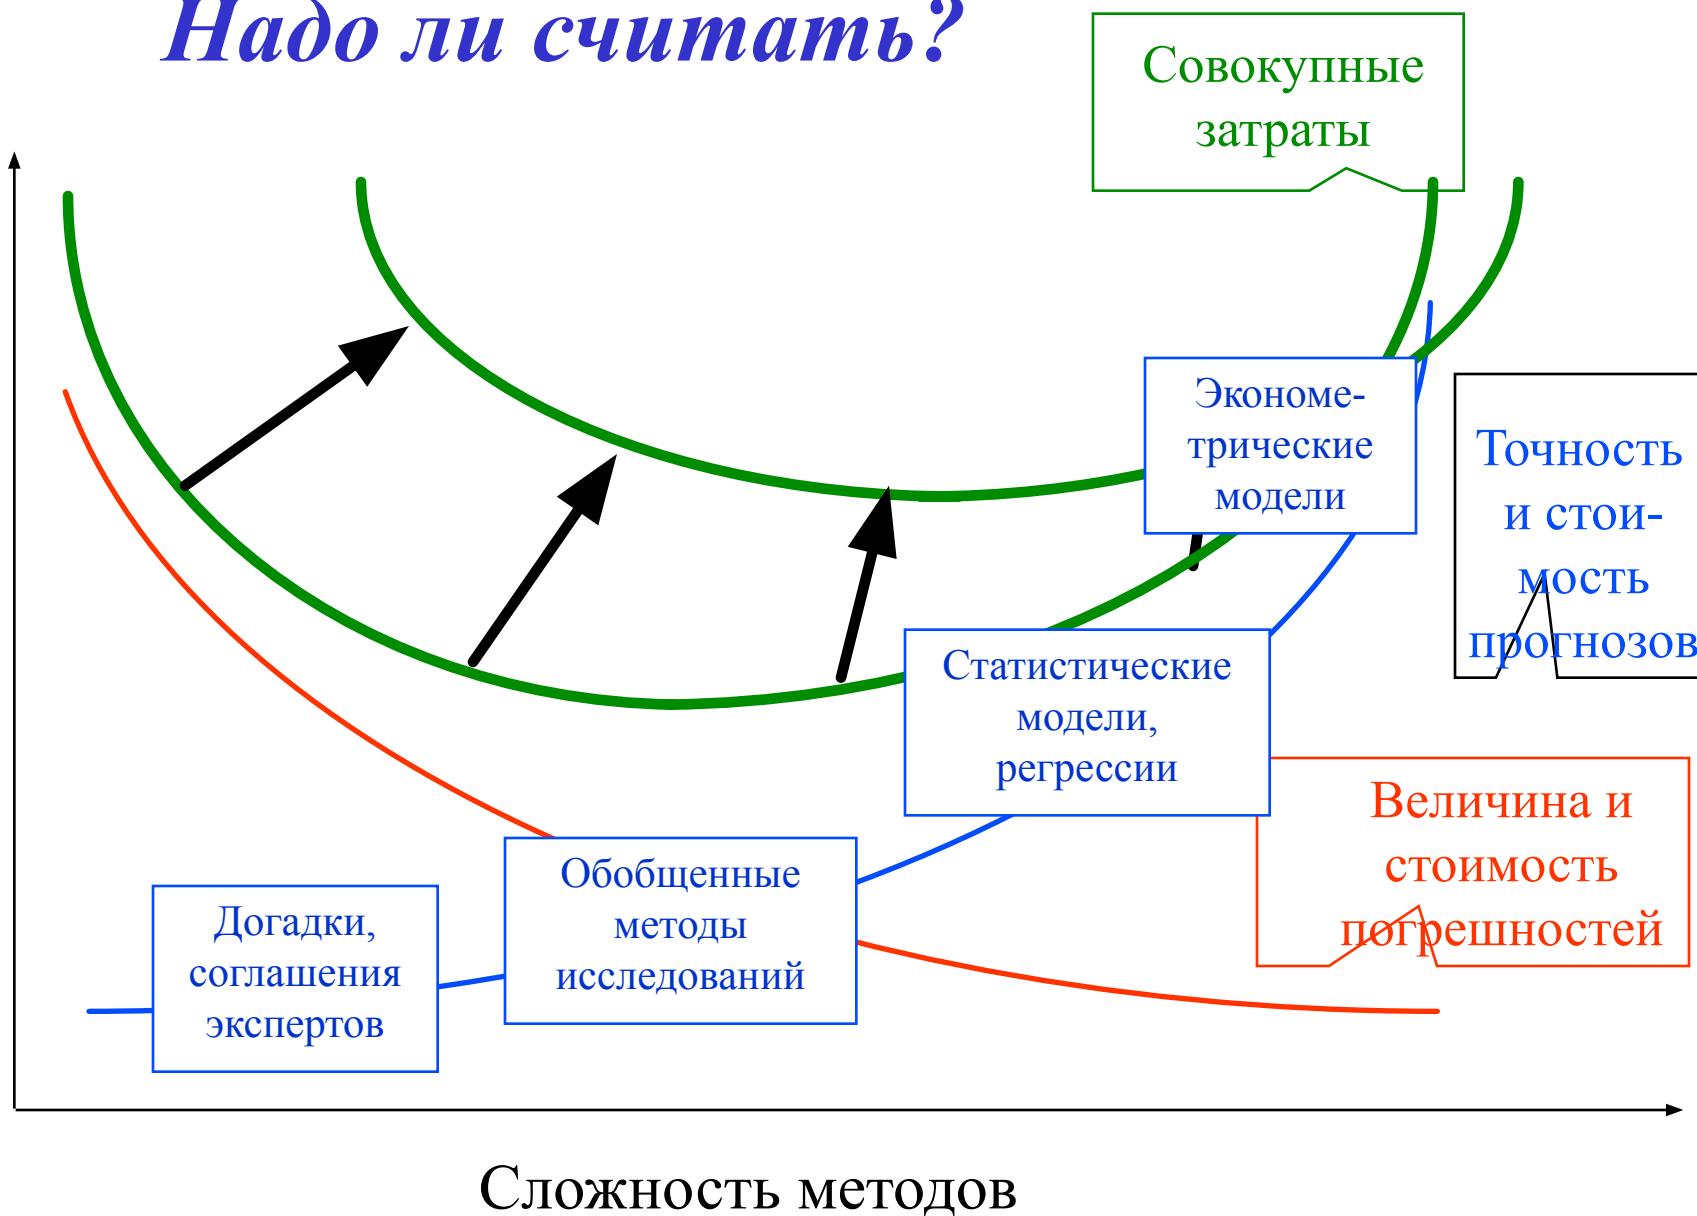 Надо ли считать?
Совокупные
затраты
Экономе-
трические
модели
Точность
и стои-
мость
прогнозов
Статистические
модели,
регрессии
Величина и
стоимость
погрешностей
Обобщенные
методы
исследований
Догадки,
соглашения
экспертов
Сложность методов